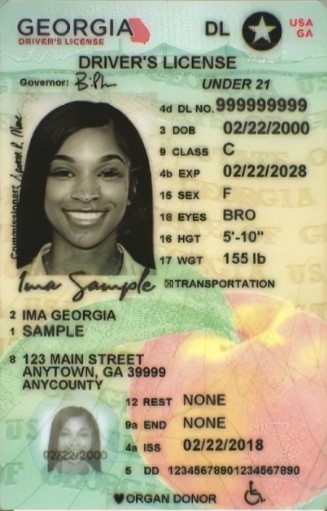 GEORGIA
DRIVER'S LICENSE
DL
USA
GA
DRIVER'S LICENSE
Governor:
UNDER 21
4d DL NO. 999999999
3 DOB 02/22/2000
9 CLASS C
4b EXP 02/22/2028
15 SEX F
18 EYES BRO
16 HGT 5'-10"
17 WGT 155 lb
Commissioner:
Ima Sample
TRANSPORTATION
2 IMA GEORGIA
1 SAMPLE
8 123 MAIN STREET
ANYTOWN, GA 39999
ANYCOUNTY
12 REST NONE
9a END NONE
4a ISS 02/22/2018
02/22/2000
5 DD 12345678901234567890
ORGAN DONOR